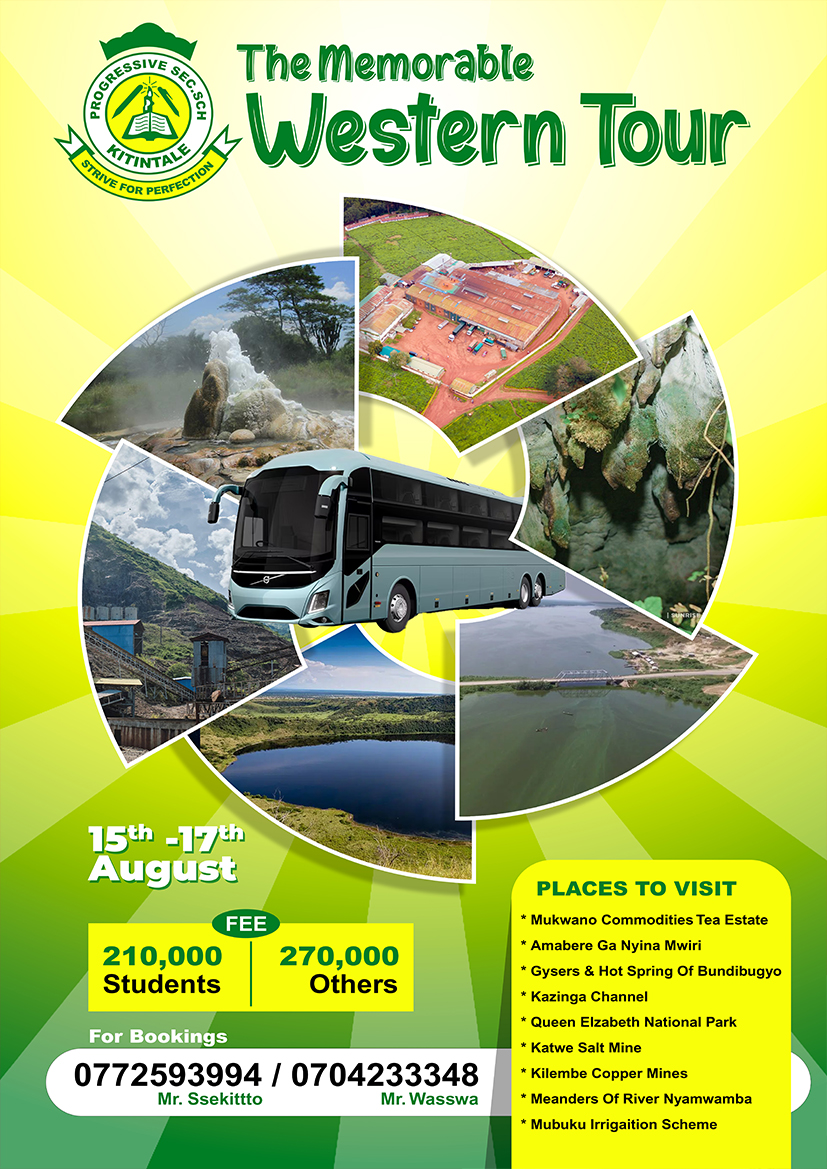 PROGRESSIVE SEC.SCH
KITINTALE
STRIVE FOR PERFECTION
The Memorable
Western Tour
| SUNRISE
15th -17th
August
FEE
210,000
Students
270,000
Others
For Bookings
0772593994 / 0704233348
Mr. Ssekittto
Mr. Wasswa
PLACES TO VISIT
* Mukwano Commodities Tea Estate
* Amabere Ga Nyina Mwiri
* Gysers & Hot Spring Of Bundibugyo
* Kazinga Channel
* Queen Elzabeth National Park
* Katwe Salt Mine
* Kilembe Copper Mines
* Meanders Of River Nyamwamba
* Mubuku Irrigaition Scheme